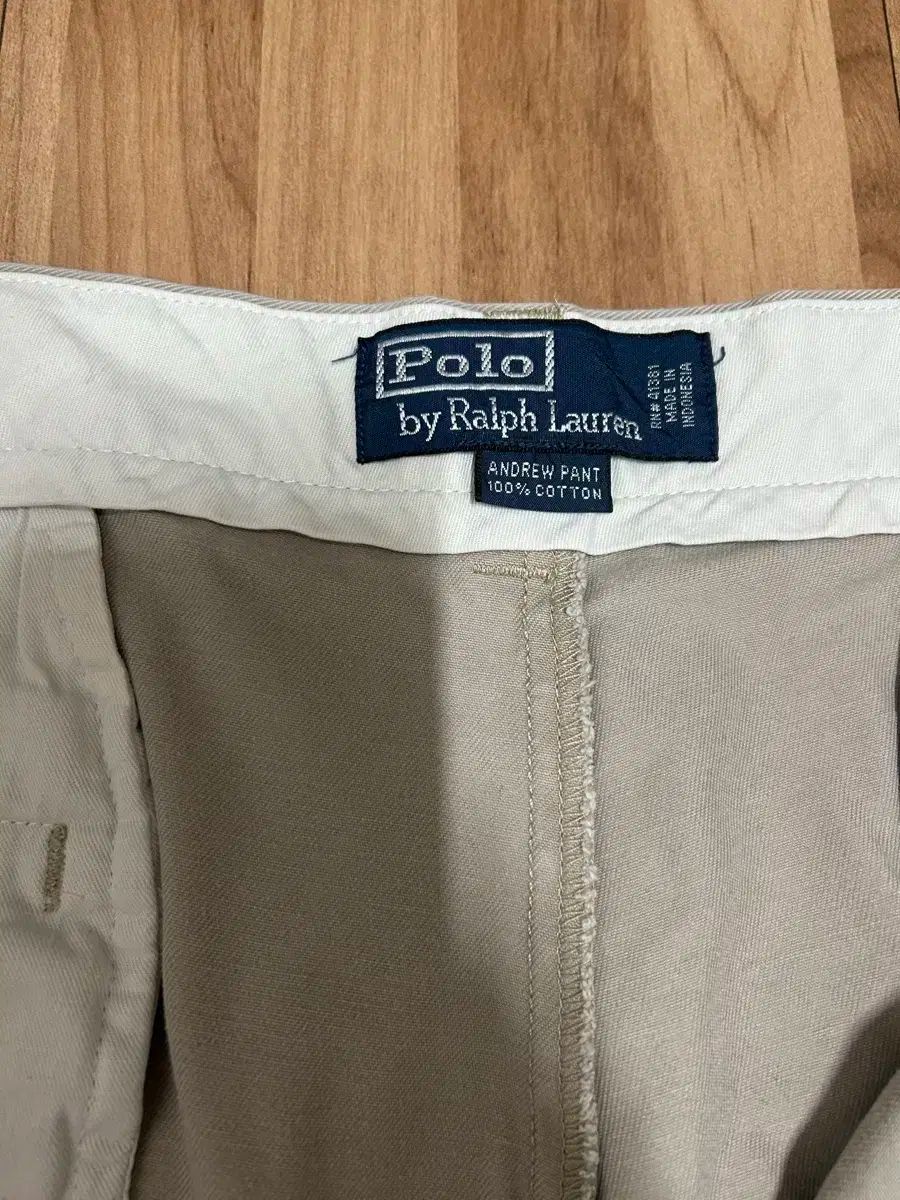 Polo
by Ralph Lauren
RN# 41381
MADE IN
INDONESIA
ANDREW PANT
100% COTTON